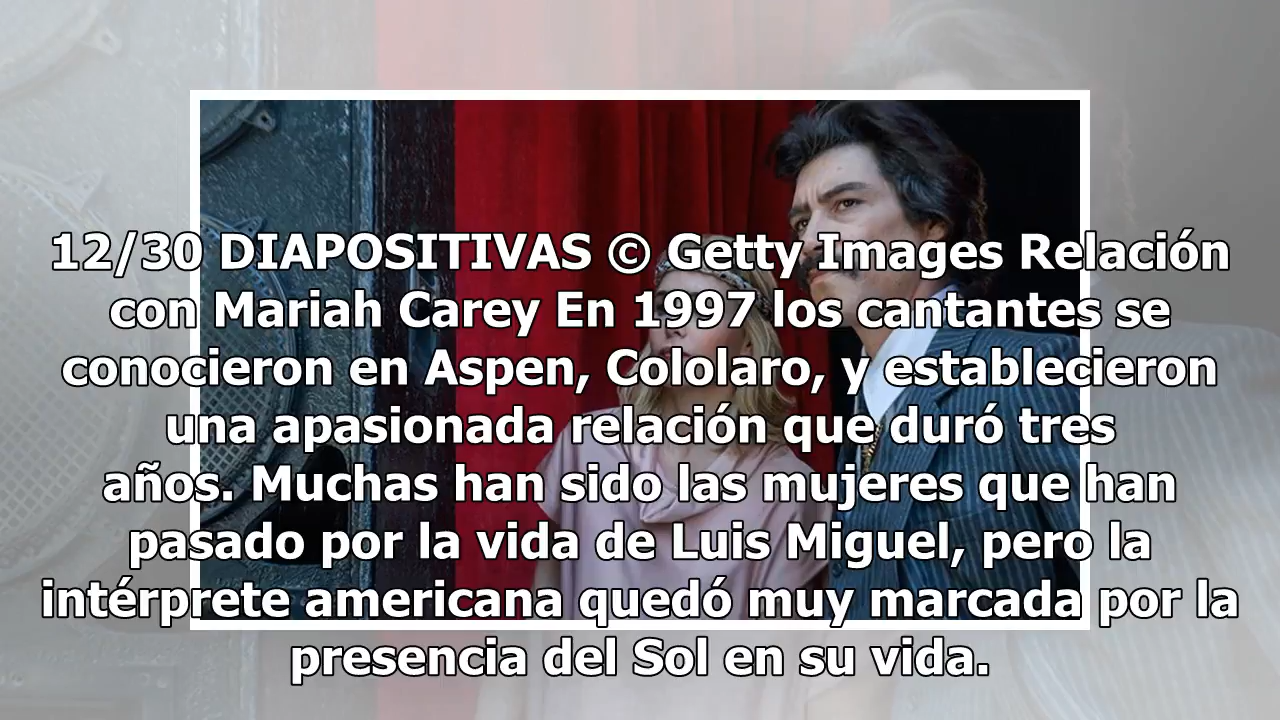 12/30 DIAPOSITIVAS © Getty Images Relación
con Mariah Carey En 1997 los cantantes se
conocieron en Aspen, Cololaro, y establecieron
una apasionada relación que duró tres
años. Muchas han sido las mujeres que han
pasado por la vida de Luis Miguel, pero la
intérprete americana quedó muy marcada por la
presencia del Sol en su vida.